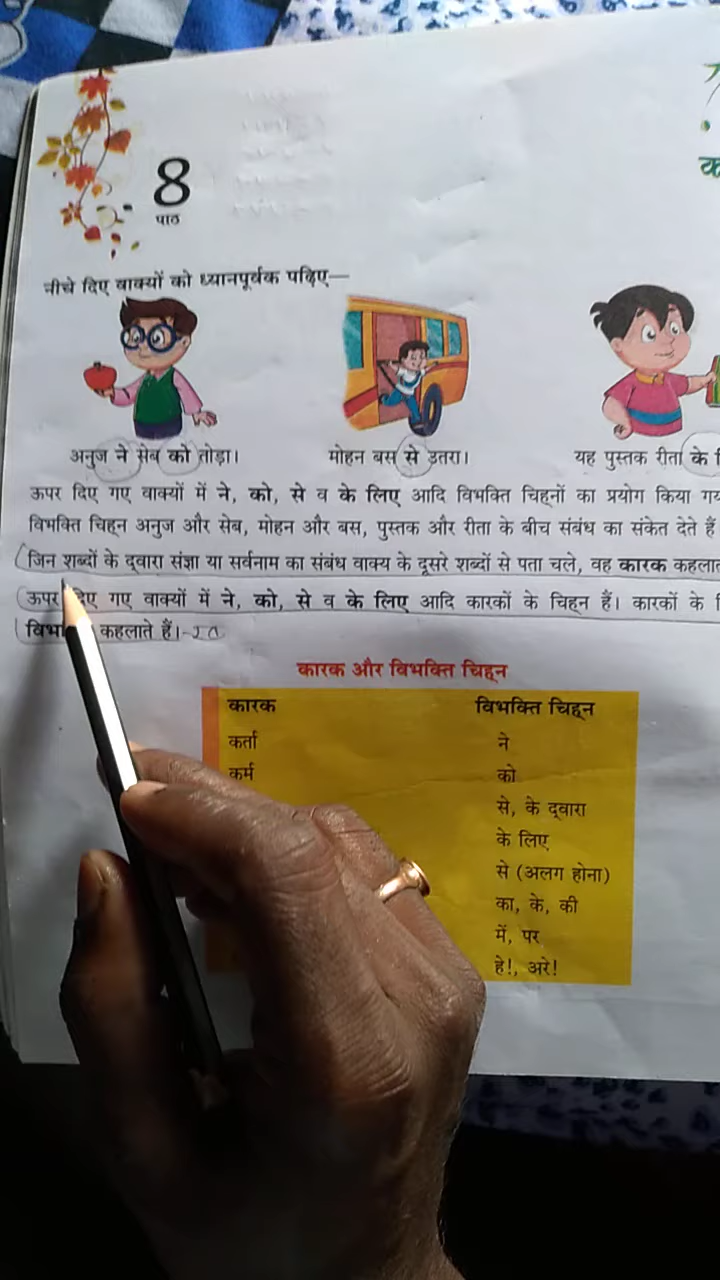 8
पाठ
नीचे दिए वाक्यों को ध्यानपूर्वक पढ़िए—
अनुज ने सेब को तोड़ा।
मोहन बस से उतरा।
यह पुस्तक रीता के
ऊपर दिए गए वाक्यों में ने, को, से व के लिए आदि विभक्ति चिह्नों का प्रयोग किया
विभक्ति चिह्न अनुज और सेब, मोहन और बस, पुस्तक और रीता के बीच संबंध का संकेत देते हैं
जिन शब्दों के द्वारा संज्ञा या सर्वनाम का संबंध वाक्य के दूसरे शब्दों से पता चले, वह कारक
ऊपर गए वाक्यों में ने, को, से व के लिए आदि कारकों के चिह्न हैं। कारकों के
कहलाते हैं।
कारक और विभक्ति चिह्न
कारक विभक्ति चिह्न
कर्ता ने
कर्म को
से, के द्वारा
के लिए
से (अलग होना)
का, के, की
में, पर
हे!, अरे!